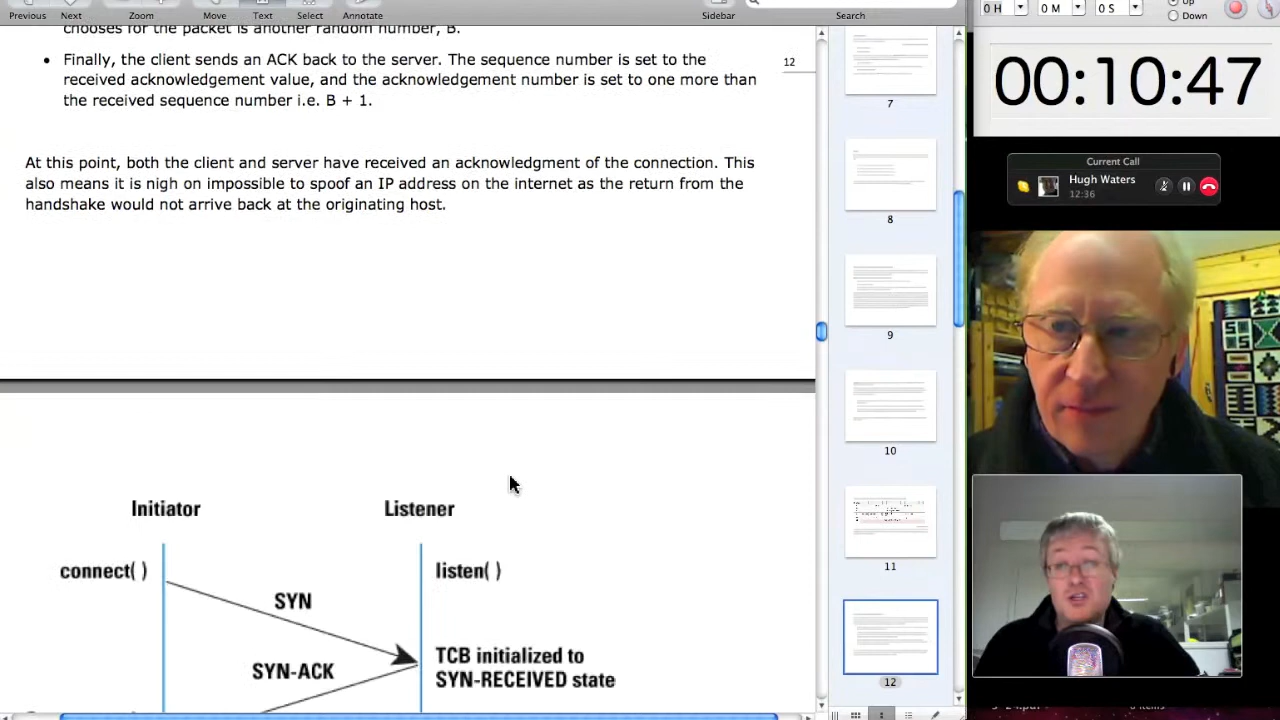 Previous Next Zoom Move Text Select Annotate Sidebar Search
chooses for the packet is another random number, B.
• Finally, the client sends an ACK back to the server. The sequence number is set to the
received acknowledement value, and the acknowledgement number is set to one more than
the received sequence number i.e. B + 1.
12
At this point, both the client and server have received an acknowledgment of the connection. This
also means it is nigh on impossible to spoof an IP address on the internet as the return from the
handshake would not arrive back at the originating host.
Initiator Listener
connect( ) listen( )
SYN
SYN-ACK
TCB initialized to
SYN-RECEIVED state
7
8
9
10
11
12
0 H 0 M 0 S Up
Down
00:10:47
Current Call
Hugh Waters
12:36